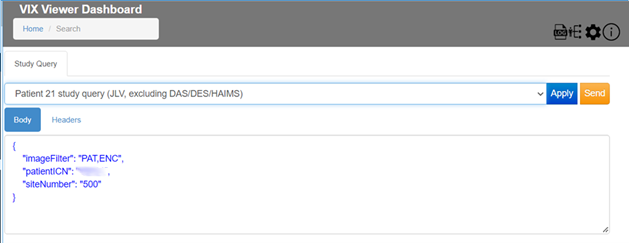 VIX Viewer Dashboard
Home / Search
LOG
Study Query
Patient 21 study query (JLV, excluding DAS/DES/HAIMS)
Apply
Send
Body
Headers
{
"imageFilter": "PAT,ENC",
"patientICN": " ",
"siteNumber": "500"
}